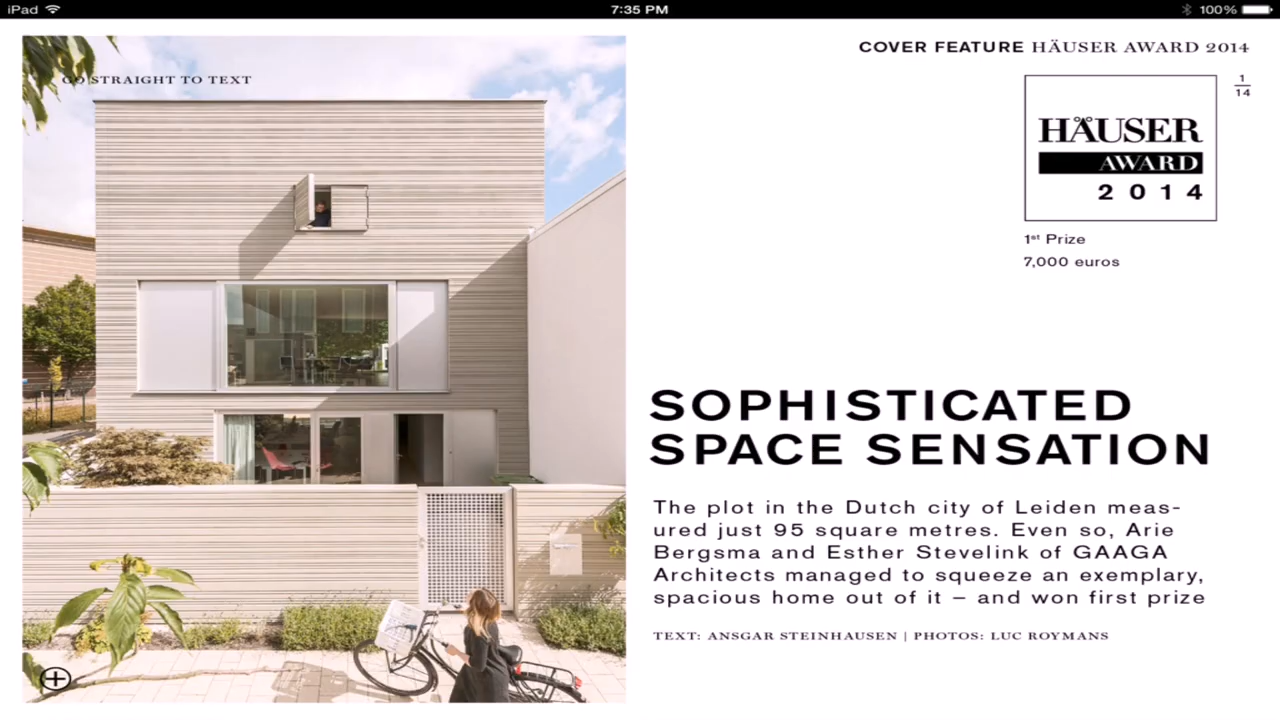 iPad
7:35 PM
100%
GO STRAIGHT TO TEXT
COVER FEATURE HÄUSER AWARD 2014
1
14
HÄUSER
AWARD
2014
1st Prize
7,000 euros
SOPHISTICATED
SPACE SENSATION
The plot in the Dutch city of Leiden meas-
ured just 95 square metres. Even so, Arie
Bergsma and Esther Stevelink of GAAGA
Architects managed to squeeze an exemplary,
spacious home out of it – and won first prize
TEXT: ANSGAR STEINHAUSEN | PHOTOS: LUC ROYMANS